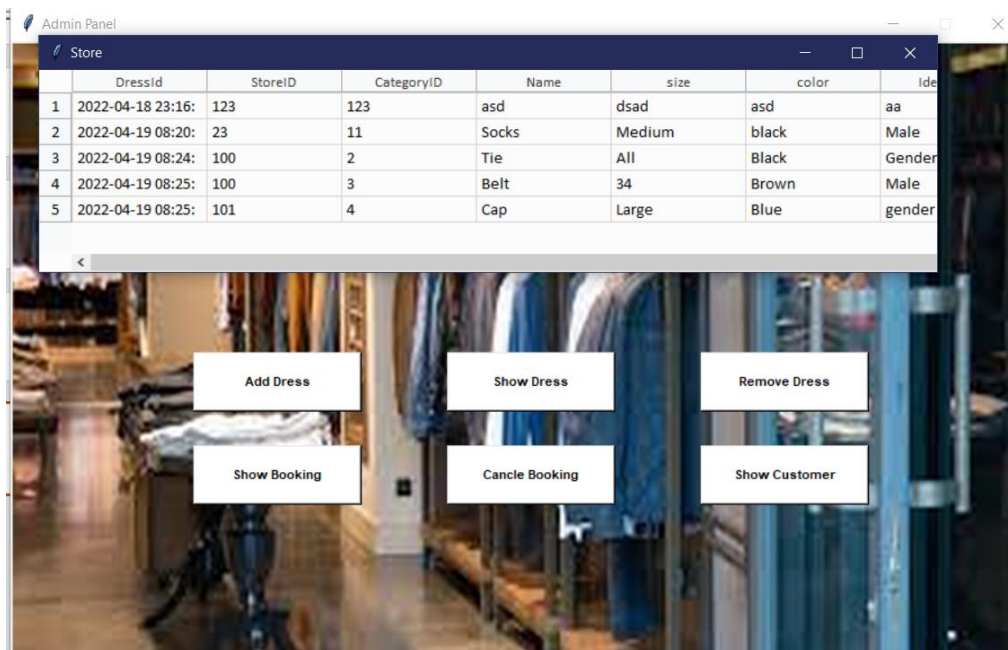 Admin Panel
Store
DressId StoreID CategoryID Name size color Ide
1 2022-04-18 23:16: 123 123 asd dsad asd aa
2 2022-04-19 08:20: 23 11 Socks Medium black Male
3 2022-04-19 08:24: 100 2 Tie All Black Gender
4 2022-04-19 08:25: 100 3 Belt 34 Brown Male
5 2022-04-19 08:25: 101 4 Cap Large Blue gender
Add Dress Show Dress Remove Dress
Show Booking Cancle Booking Show Customer